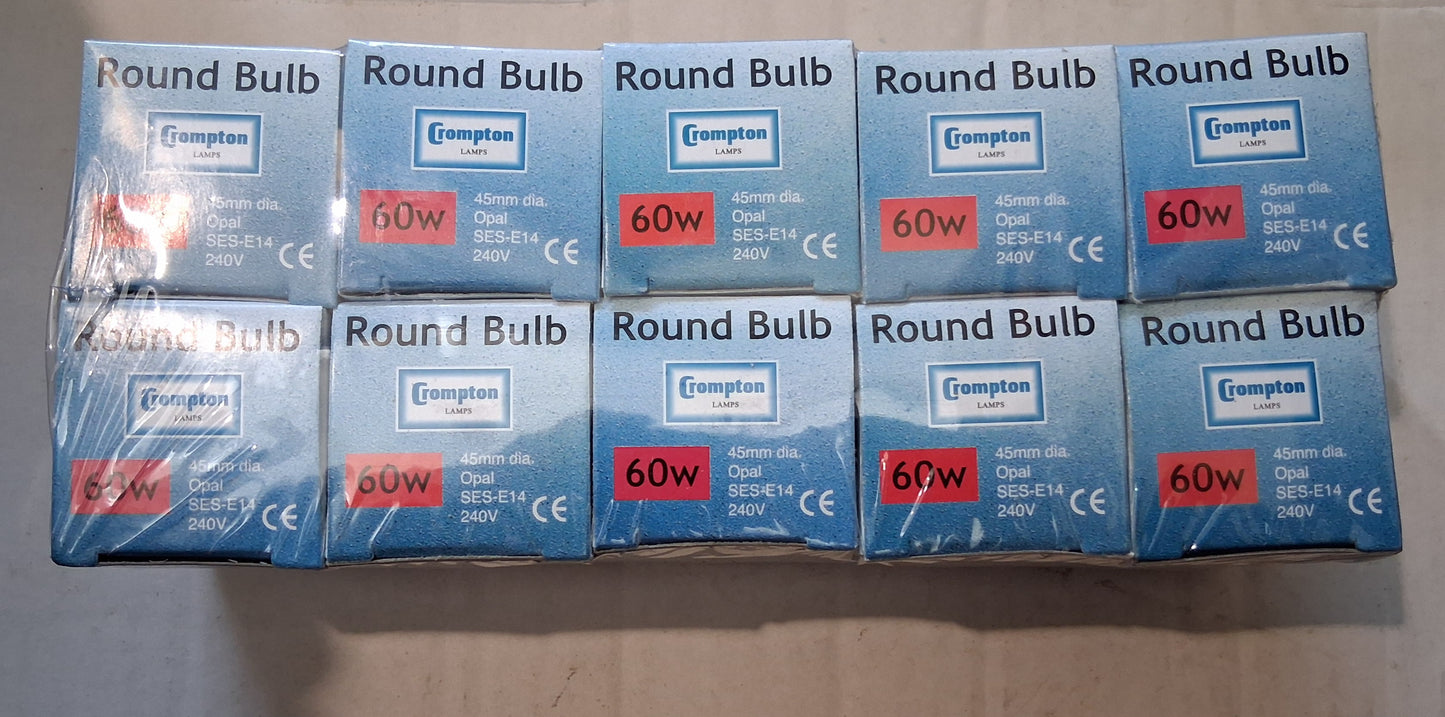 Round Bulb
Crompton
LAMPS
45mm dia.
Opal
SES-E14
240V
CE
Round Bulb
Crompton
LAMPS
60w
45mm dia.
Opal
SES-E14
240V
CE
Round Bulb
Crompton
LAMPS
60w
45mm dia.
Opal
SES-E14
240V
CE
Round Bulb
Crompton
LAMPS
60w
45mm dia.
Opal
SES-E14
240V
CE
Round Bulb
Crompton
LAMPS
60w
45mm dia.
Opal
SES-E14
240V
CE
Round Bulb
Crompton
LAMPS
60w
45mm dia.
Opal
SES-E14
240V
CE
Round Bulb
Crompton
LAMPS
60w
45mm dia.
Opal
SES-E14
240V
CE
Round Bulb
Crompton
LAMPS
60w
45mm dia.
Opal
SES-E14
240V
CE
Round Bulb
Crompton
LAMPS
60w
45mm dia.
Opal
SES-E14
240V
CE
Round Bulb
Crompton
LAMPS
60w
45mm dia.
Opal
SES-E14
240V
CE